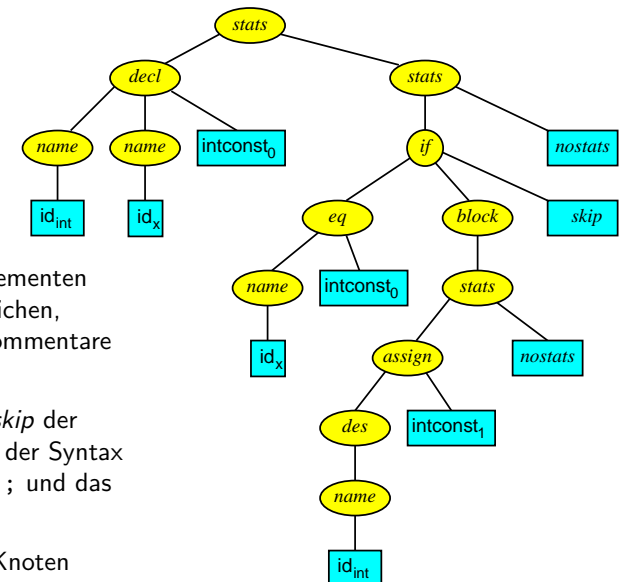 stats
decl stats
name name intconst0 if nostats
idint idx eq block skip
ementen name intconst0 stats
ichen,
ommentare idx assign nostats
skip der des intconst1
der Syntax
; und das name
Knoten idint